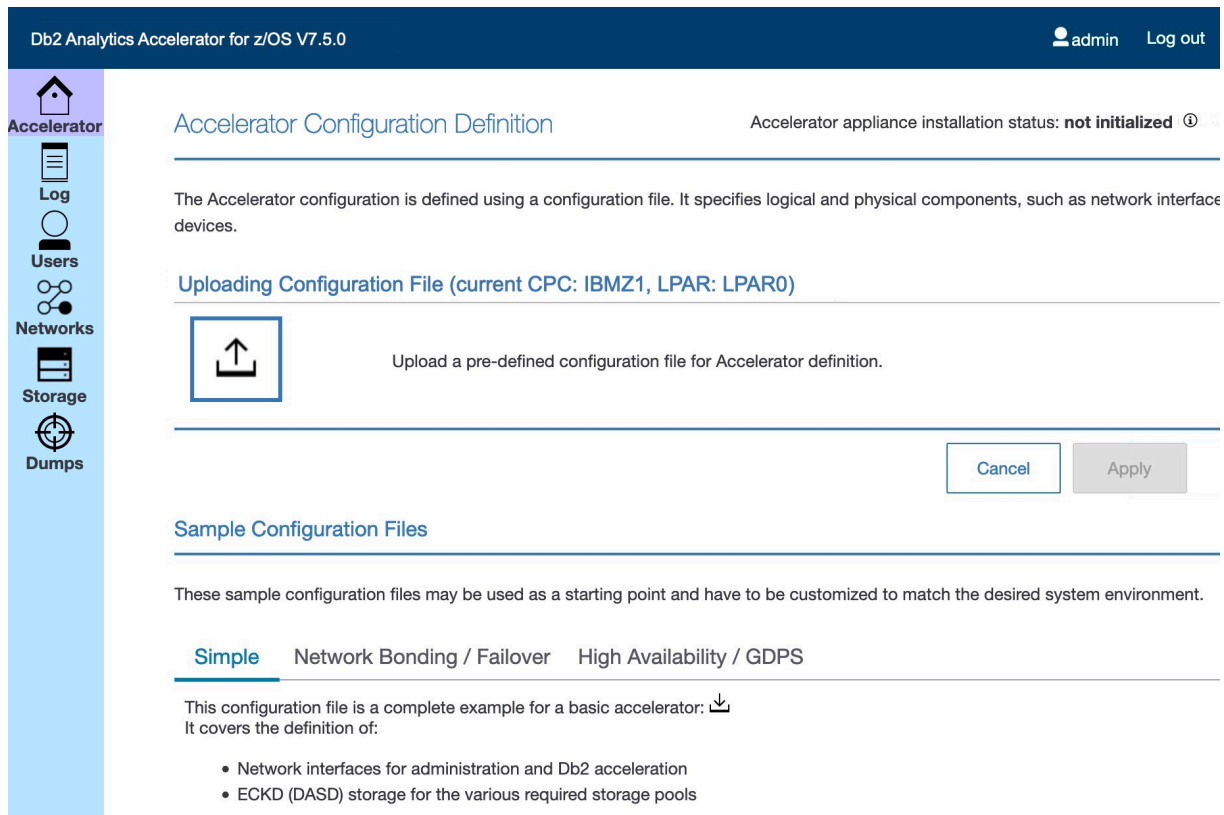 Db2 Analytics Accelerator for z/OS V7.5.0
admin
Log out
Accelerator
Log
Users
Networks
Storage
Dumps
Accelerator Configuration Definition
Accelerator appliance installation status: not initialized
The Accelerator configuration is defined using a configuration file. It specifies logical and physical components, such as network interface
devices.
Uploading Configuration File (current CPC: IBMZ1, LPAR: LPAR0)
Upload a pre-defined configuration file for Accelerator definition.
Cancel
Apply
Sample Configuration Files
These sample configuration files may be used as a starting point and have to be customized to match the desired system environment.
Simple
Network Bonding / Failover
High Availability / GDPS
This configuration file is a complete example for a basic accelerator:
It covers the definition of:
• Network interfaces for administration and Db2 acceleration
• ECKD (DASD) storage for the various required storage pools